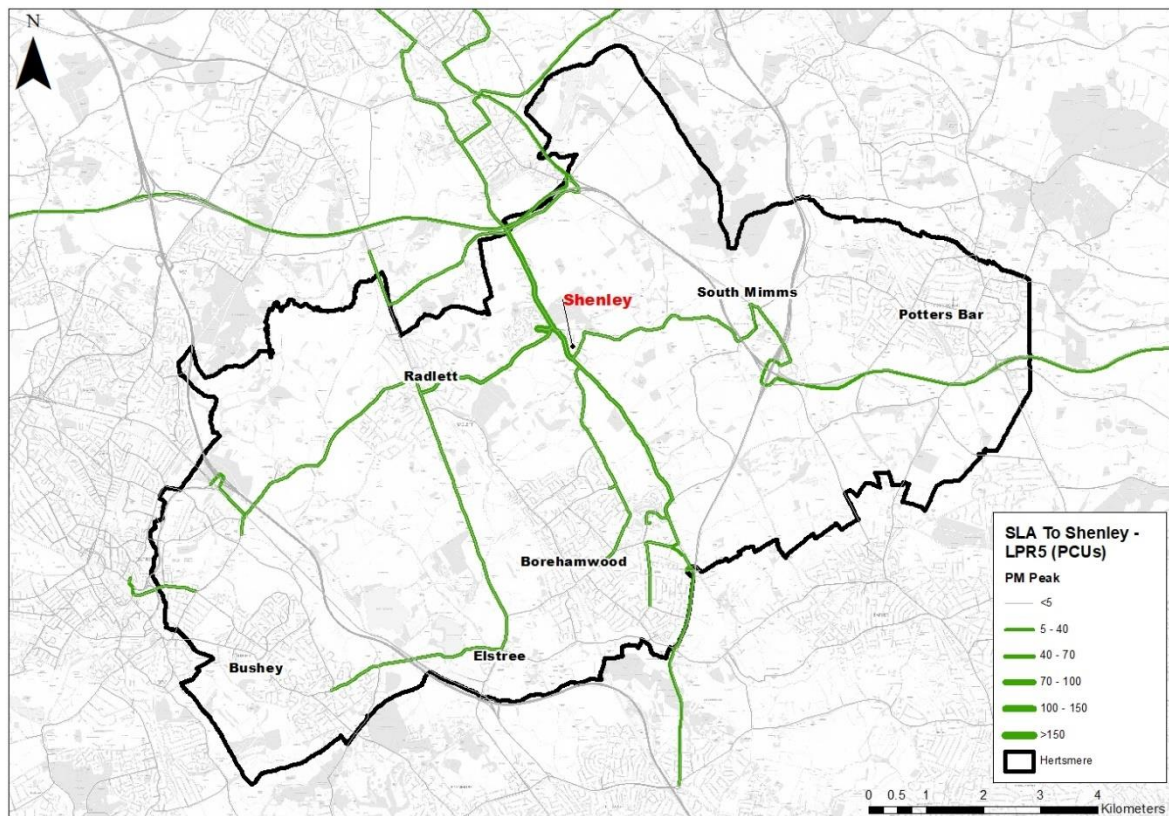 N
Shenley
South Mimms
Potters Bar
Radlett
Borehamwood
Bushey
Elstree
SLA To Shenley -
LPR5 (PCUs)
PM Peak
<5
5 - 40
40 - 70
70 - 100
100 - 150
>150
Hertsmere
0 0.5 1 2 3 4
Kilometers